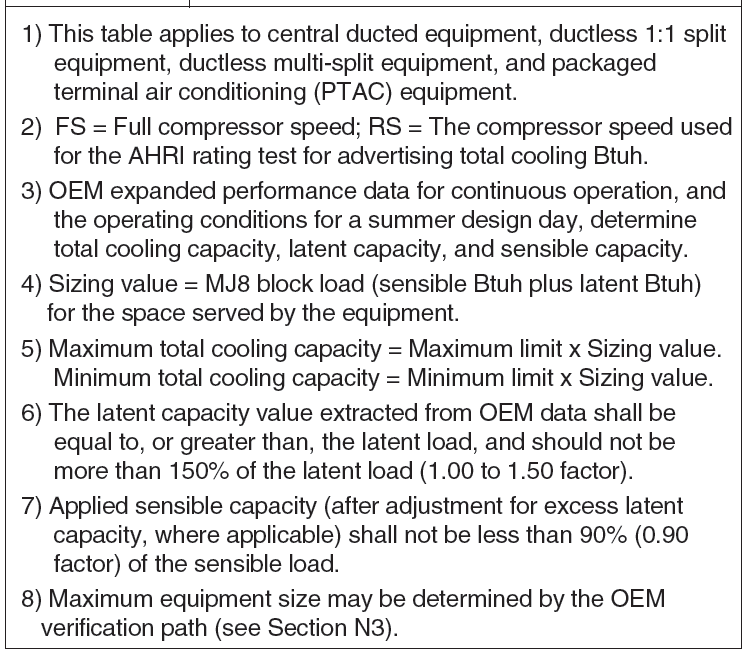 1) This table applies to central ducted equipment, ductless 1:1 split
equipment, ductless multi-split equipment, and packaged
terminal air conditioning (PTAC) equipment.
2) FS = Full compressor speed; RS = The compressor speed used
for the AHRI rating test for advertising total cooling Btuh.
3) OEM expanded performance data for continuous operation, and
the operating conditions for a summer design day, determine
total cooling capacity, latent capacity, and sensible capacity.
4) Sizing value = MJ8 block load (sensible Btuh plus latent Btuh)
for the space served by the equipment.
5) Maximum total cooling capacity = Maximum limit x Sizing value.
Minimum total cooling capacity = Minimum limit x Sizing value.
6) The latent capacity value extracted from OEM data shall be
equal to, or greater than, the latent load, and should not be
more than 150% of the latent load (1.00 to 1.50 factor).
7) Applied sensible capacity (after adjustment for excess latent
capacity, where applicable) shall not be less than 90% (0.90
factor) of the sensible load.
8) Maximum equipment size may be determined by the OEM
verification path (see Section N3).